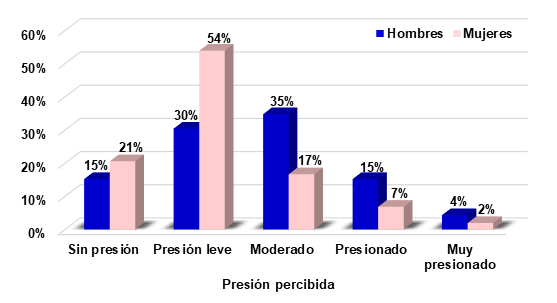 60%
50%
40%
30%
20%
10%
0%
Hombres
Mujeres
15%
21%
30%
54%
35%
17%
15%
7%
4%
2%
Sin presión
Presión leve
Moderado
Presionado
Muy
presionado
Presión percibida